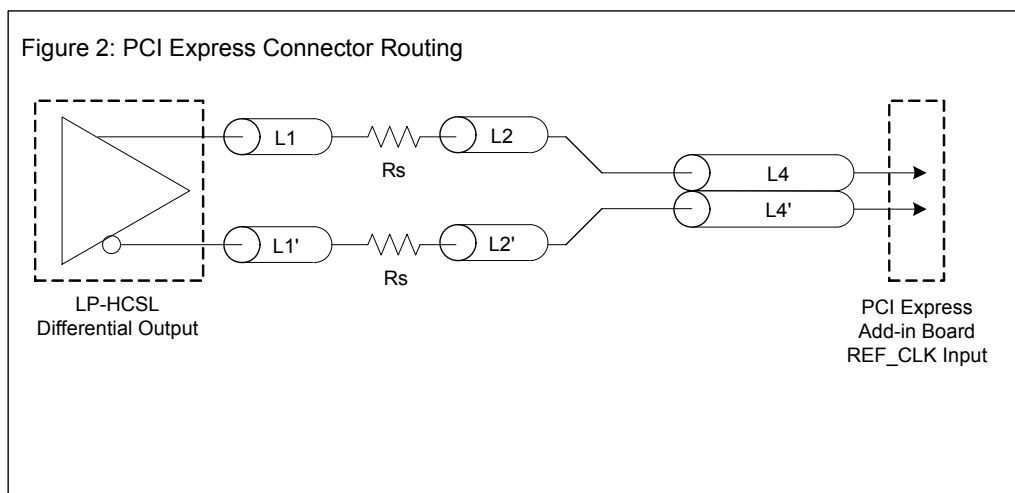 Figure 2: PCI Express Connector Routing
L1
Rs
L2
L4
L4'
L1'
Rs
L2'
LP-HCSL
Differential Output
PCI Express
Add-in Board
REF_CLK Input